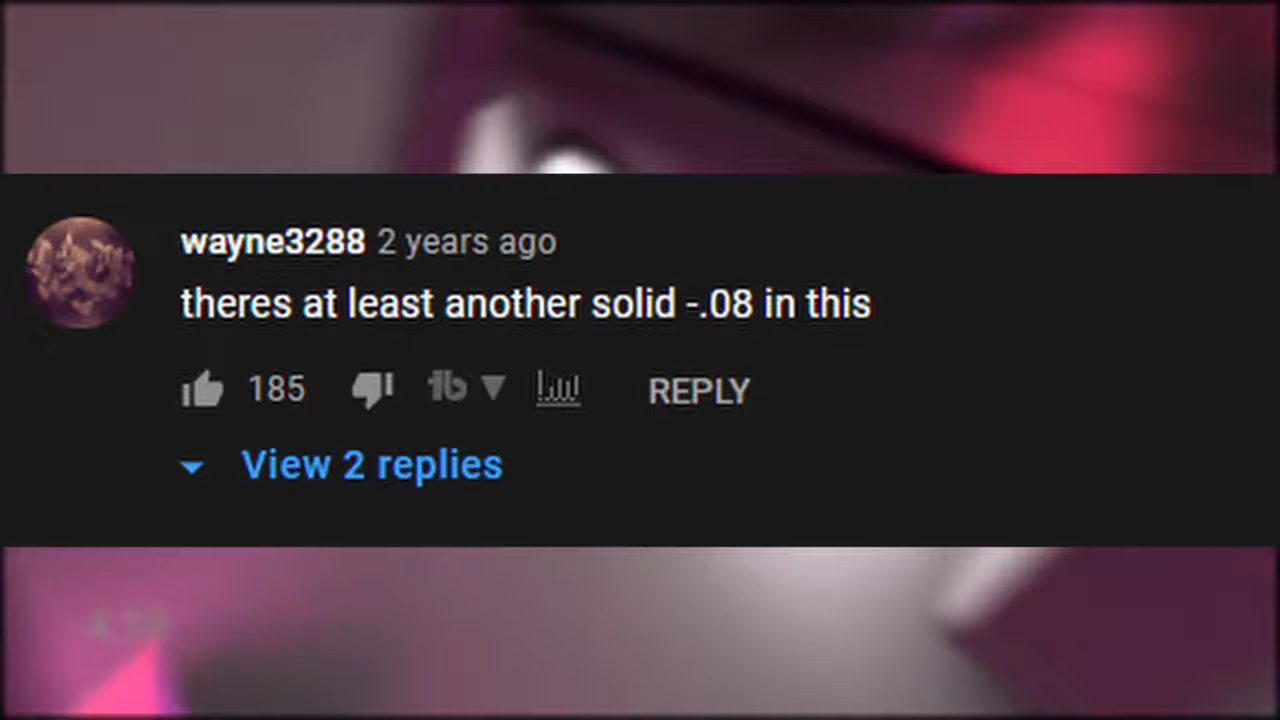 wayne3288 2 years ago
theres at least another solid -.08 in this
185 REPLY
View 2 replies